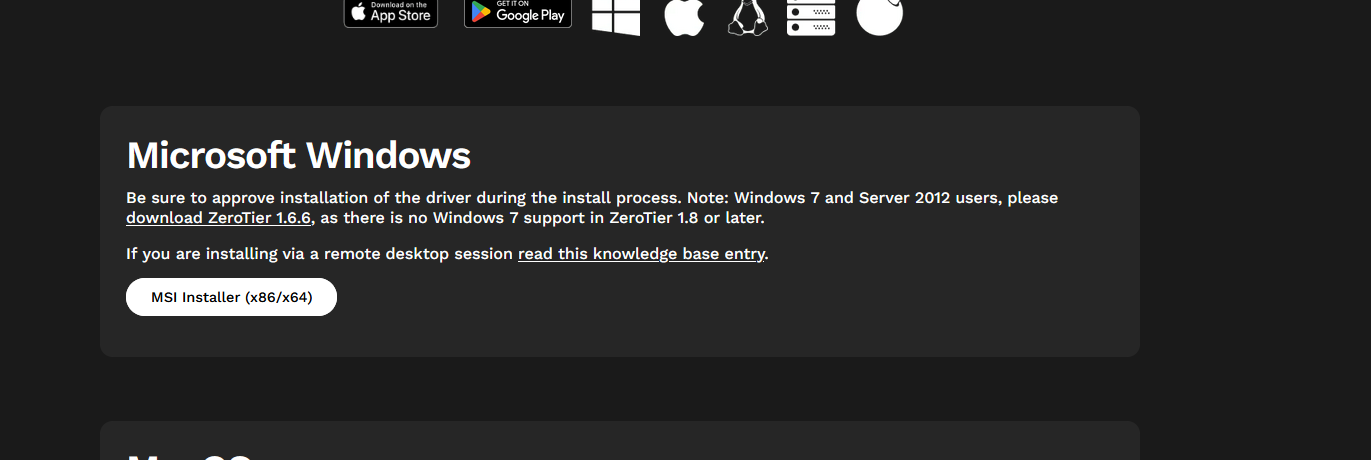 Download on the
App Store
GET IT ON
Google Play
Microsoft Windows
Be sure to approve installation of the driver during the install process. Note: Windows 7 and Server 2012 users, please
download ZeroTier 1.6.6, as there is no Windows 7 support in ZeroTier 1.8 or later.
If you are installing via a remote desktop session read this knowledge base entry.
MSI Installer (x86/x64)